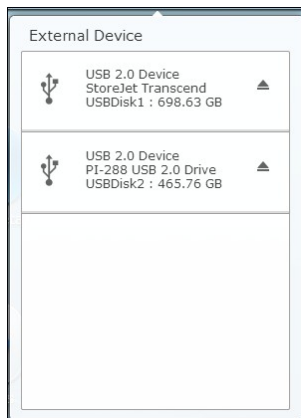 External Device
USB 2.0 Device
StoreJet Transcend
USBDisk1 : 698.63 GB
USB 2.0 Device
PI-288 USB 2.0 Drive
USBDisk2 : 465.76 GB